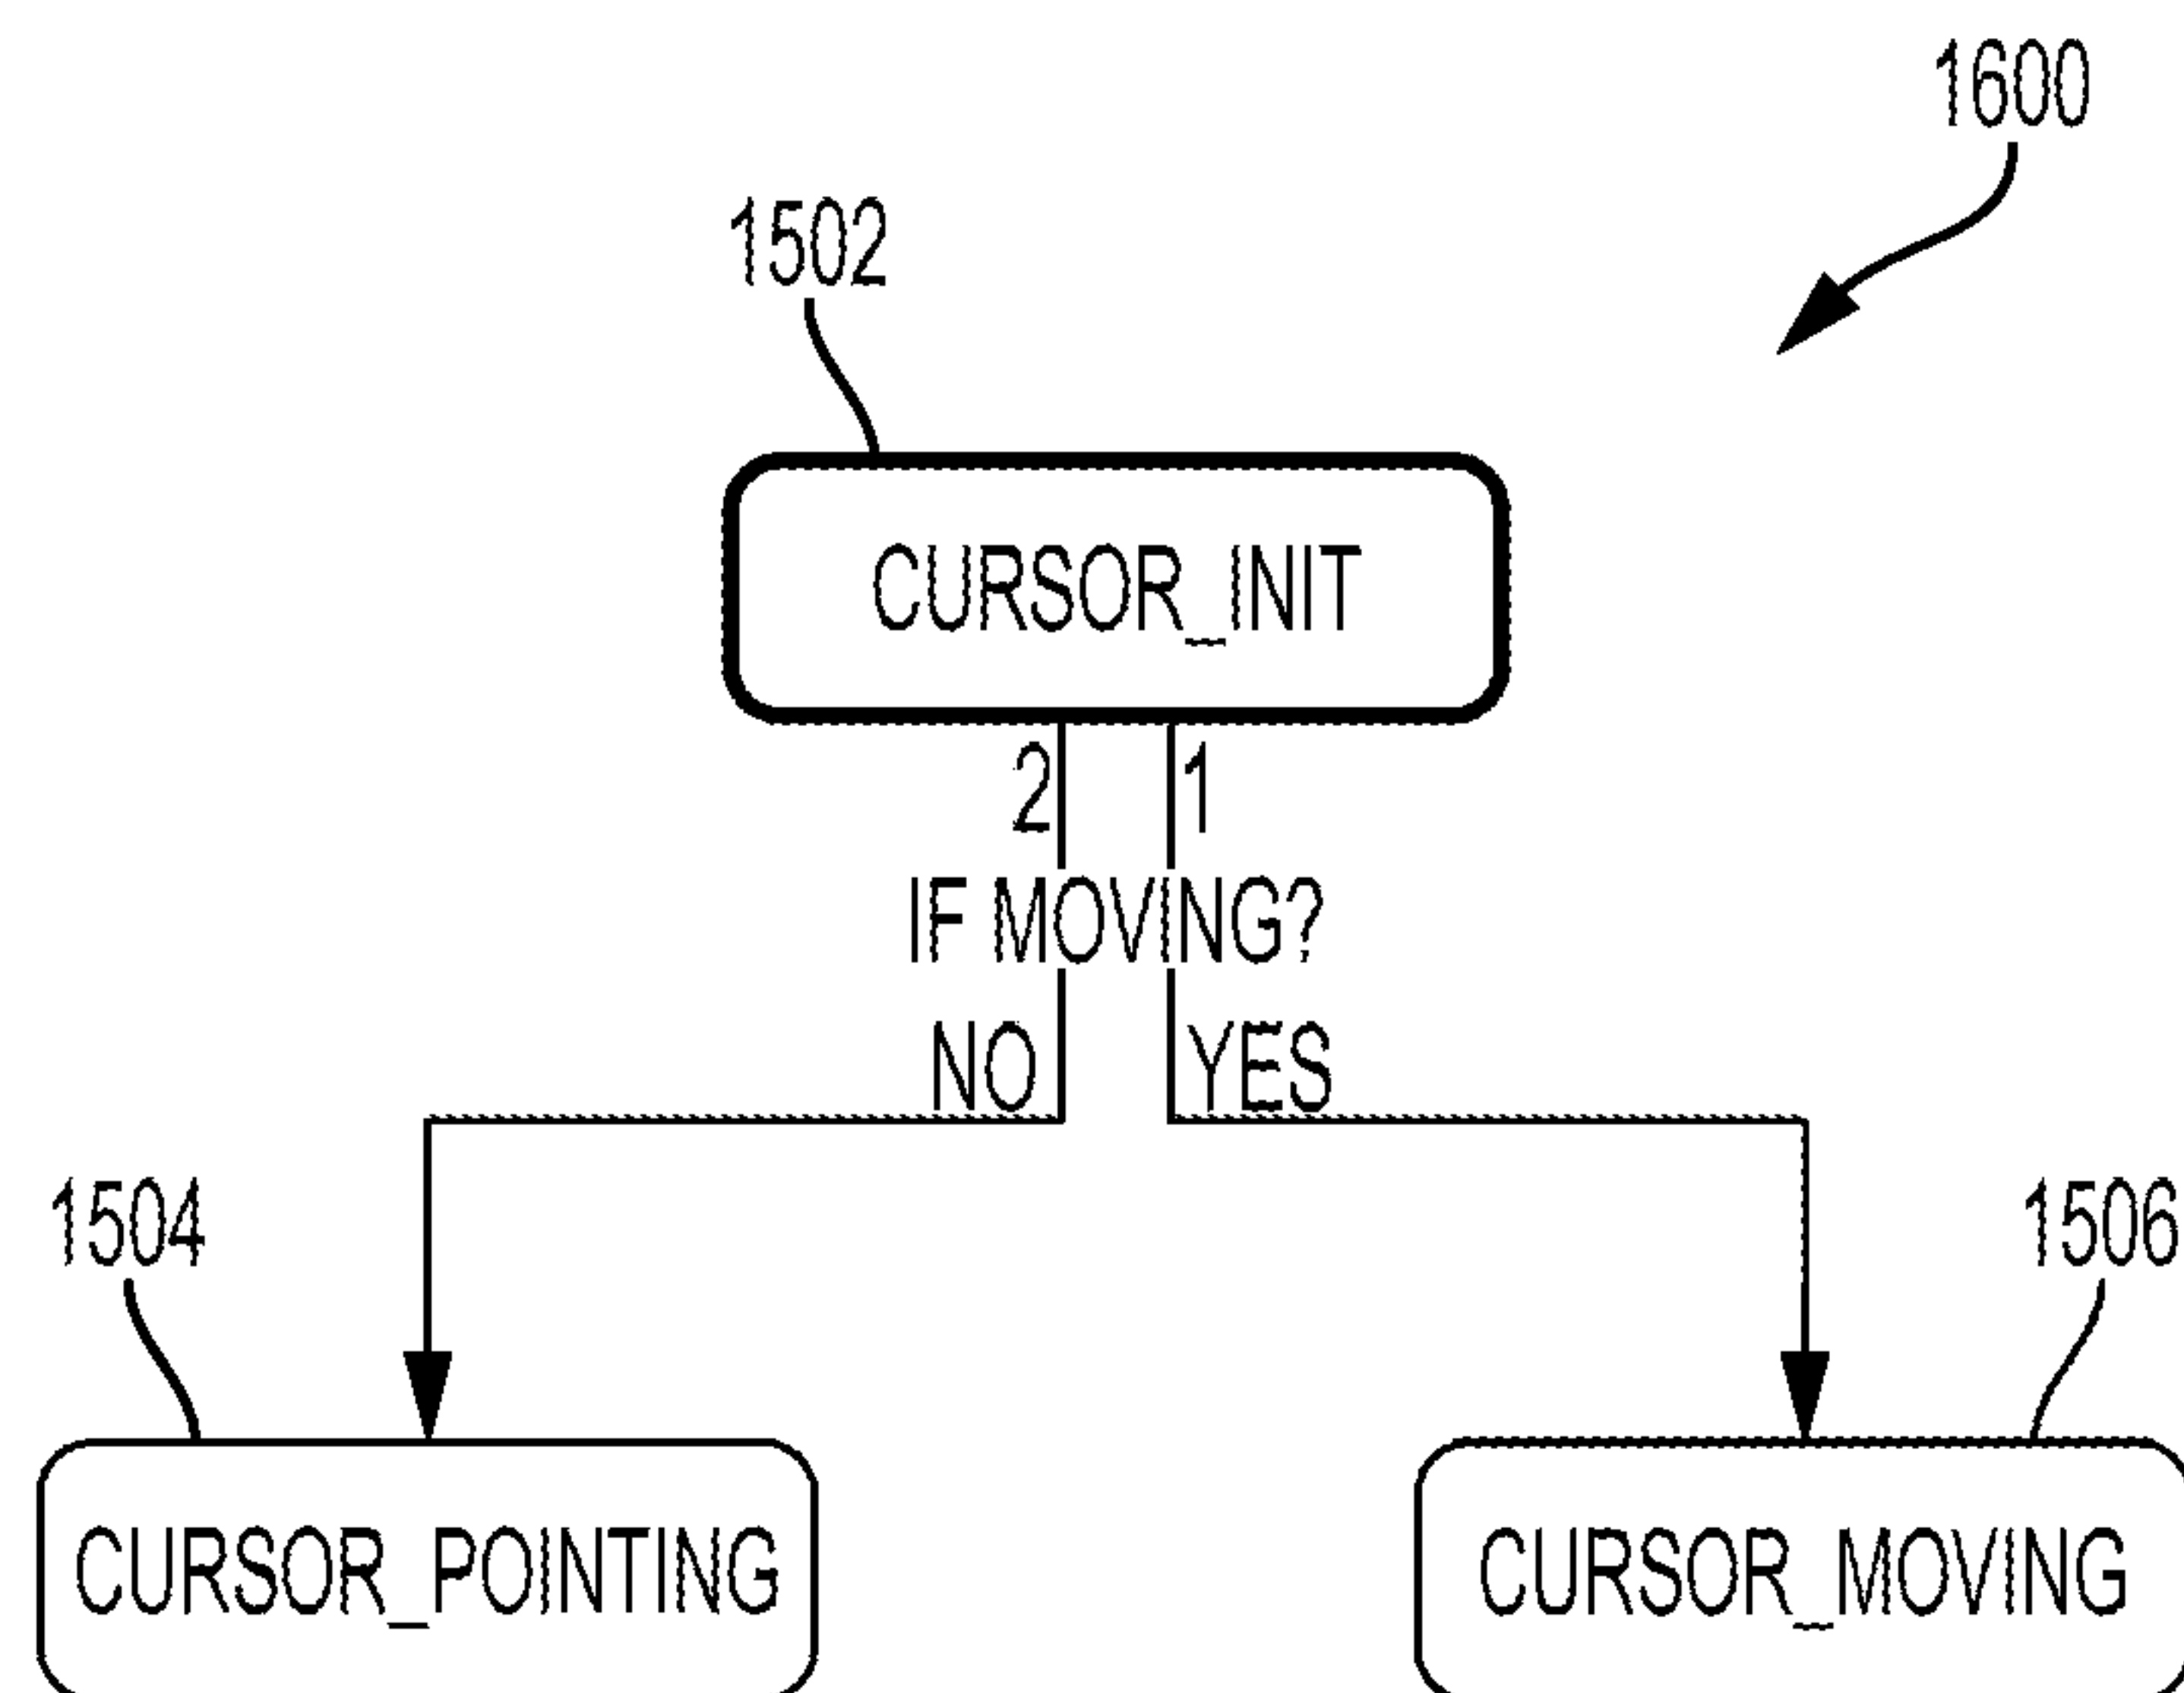 1600
1502
CURSOR_INIT
2 1
IF MOVING?
NO YES
1504 1506
CURSOR_POINTING CURSOR_MOVING